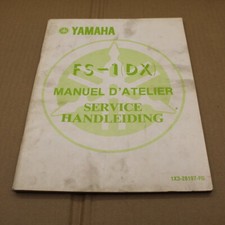 YAMAHA
FS-1 DX
MANUEL D'ATELIER
SERVICE
HANDLEIDING